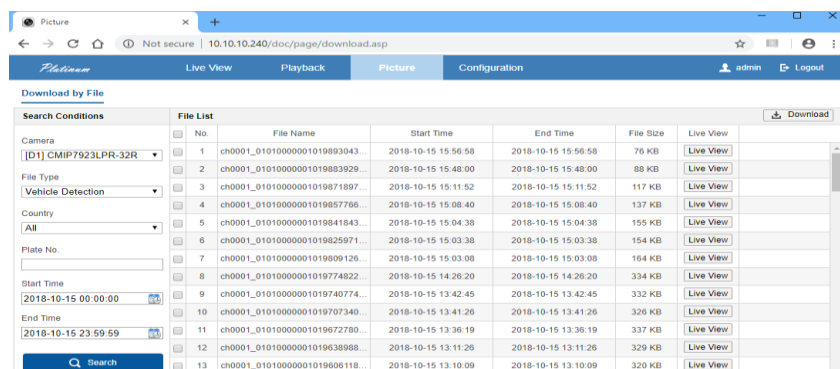 Picture
Not secure | 10.10.10.240/doc/page/download.asp
Platinum Live View Playback Picture Configuration admin Logout
Download by File
Search Conditions
Camera
[D1] CMIP7923LPR-32R
File Type
Vehicle Detection
Country
All
Plate No.
Start Time
2018-10-15 00:00:00
End Time
2018-10-15 23:59:59
Search
File List Download
No. File Name Start Time End Time File Size Live View
1 ch0001_01010000001019893043... 2018-10-15 15:56:58 2018-10-15 15:56:58 76 KB Live View
2 ch0001_01010000001019883929... 2018-10-15 15:48:00 2018-10-15 15:48:00 88 KB Live View
3 ch0001_01010000001019871897... 2018-10-15 15:11:52 2018-10-15 15:11:52 117 KB Live View
4 ch0001_01010000001019857766... 2018-10-15 15:08:40 2018-10-15 15:08:40 137 KB Live View
5 ch0001_01010000001019841843... 2018-10-15 15:04:38 2018-10-15 15:04:38 155 KB Live View
6 ch0001_01010000001019825971... 2018-10-15 15:03:38 2018-10-15 15:03:38 154 KB Live View
7 ch0001_01010000001019809126... 2018-10-15 15:03:08 2018-10-15 15:03:08 164 KB Live View
8 ch0001_01010000001019774822... 2018-10-15 14:26:20 2018-10-15 14:26:20 334 KB Live View
9 ch0001_01010000001019740774... 2018-10-15 13:42:45 2018-10-15 13:42:45 332 KB Live View
10 ch0001_01010000001019707340... 2018-10-15 13:41:26 2018-10-15 13:41:26 326 KB Live View
11 ch0001_01010000001019672780... 2018-10-15 13:36:19 2018-10-15 13:36:19 337 KB Live View
12 ch0001_01010000001019638988... 2018-10-15 13:11:26 2018-10-15 13:11:26 329 KB Live View
13 ch0001_01010000001019606118... 2018-10-15 13:10:09 2018-10-15 13:10:09 320 KB Live View